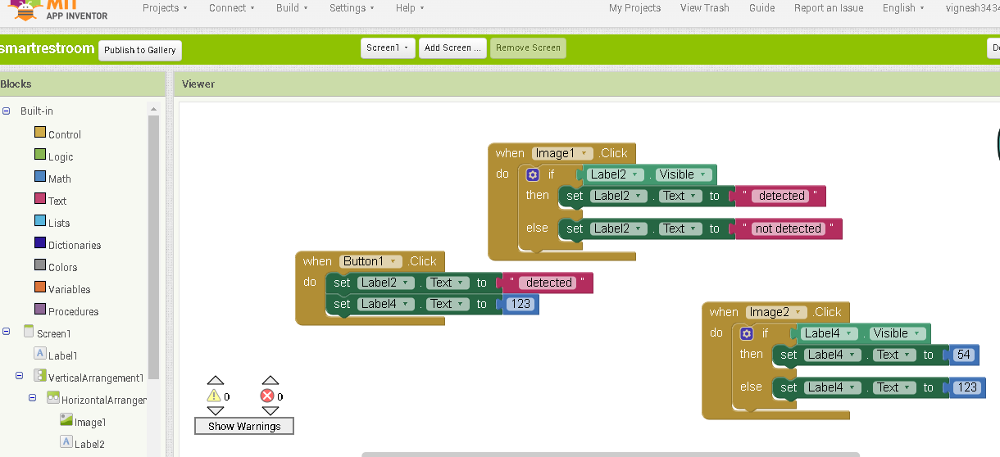 MIT
APP INVENTOR
Projects Connect Build Settings Help My Projects View Trash Guide Report an Issue English
smartrestroom Publish to Gallery Screen1 Add Screen ... Remove Screen
Blocks
Viewer
Built-in
Control
Logic
Math
Text
Lists
Dictionaries
Colors
Variables
Procedures
Screen1
Label1
VerticalArrangement1
HorizontalArranger
Image1
Label2
when Image1 .Click
do if Label2 . Visible
then set Label2 . Text to " detected "
else set Label2 . Text to " not detected "
when Button1 .Click
do set Label2 . Text to " detected "
set Label4 . Text to 123
when Image2 .Click
do if Label4 . Visible
then set Label4 . Text to 54
else set Label4 . Text to 123
0 0
Show Warnings